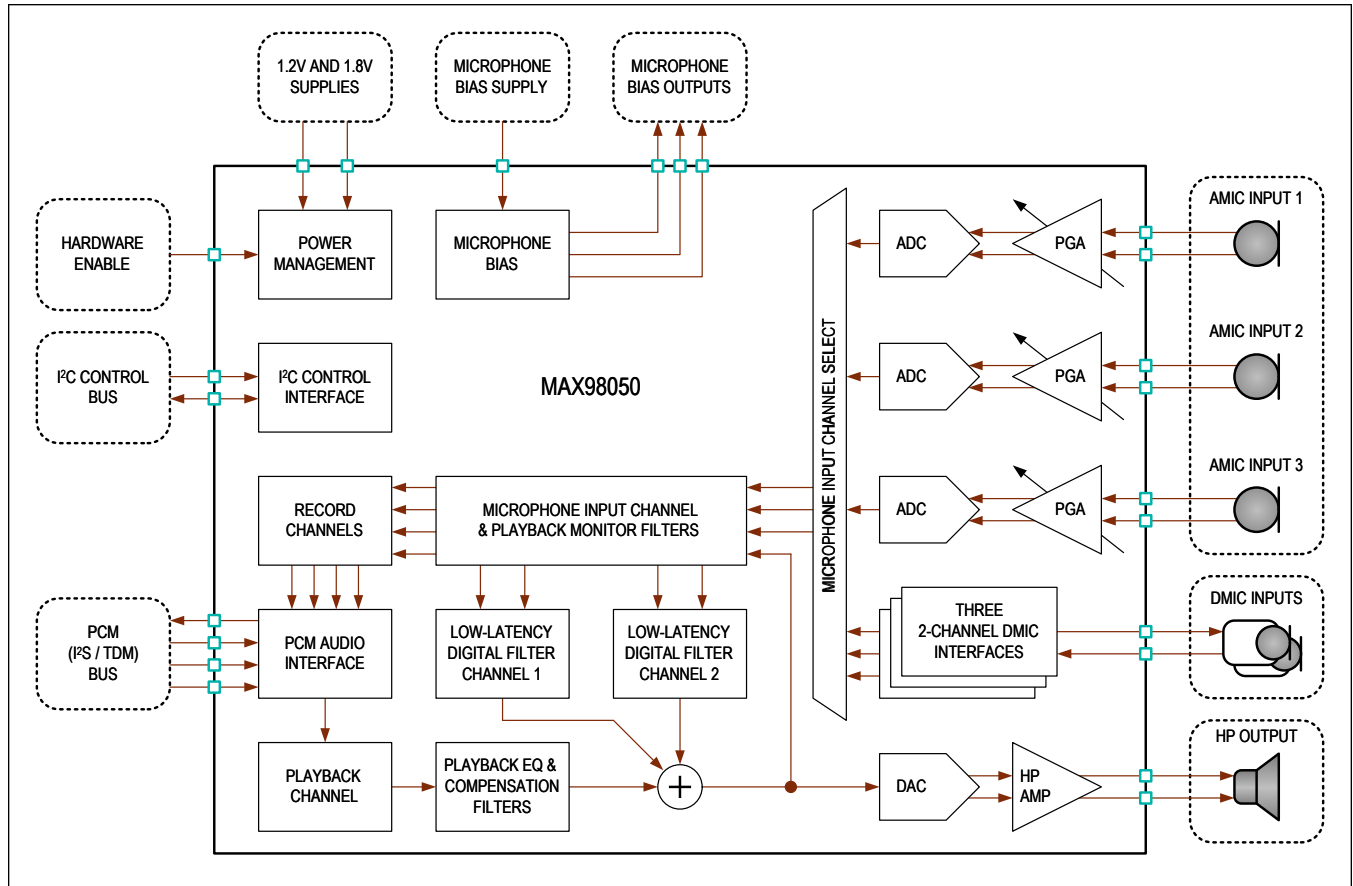 1.2V AND 1.8V
SUPPLIES
MICROPHONE
BIAS SUPPLY
MICROPHONE
BIAS OUTPUTS
HARDWARE
ENABLE
POWER
MANAGEMENT
MICROPHONE
BIAS
ADC
PGA
AMIC INPUT 1
I²C CONTROL
BUS
I²C CONTROL
INTERFACE
MAX98050
MICROPHONE INPUT CHANNEL SELECT
ADC
PGA
AMIC INPUT 2
RECORD
CHANNELS
MICROPHONE INPUT CHANNEL
& PLAYBACK MONITOR FILTERS
ADC
PGA
AMIC INPUT 3
PCM
(I²S / TDM)
BUS
PCM AUDIO
INTERFACE
LOW-LATENCY
DIGITAL FILTER
CHANNEL 1
LOW-LATENCY
DIGITAL FILTER
CHANNEL 2
THREE
2-CHANNEL DMIC
INTERFACES
DMIC INPUTS
PLAYBACK
CHANNEL
PLAYBACK EQ &
COMPENSATION
FILTERS
+
DAC
HP
AMP
HP OUTPUT